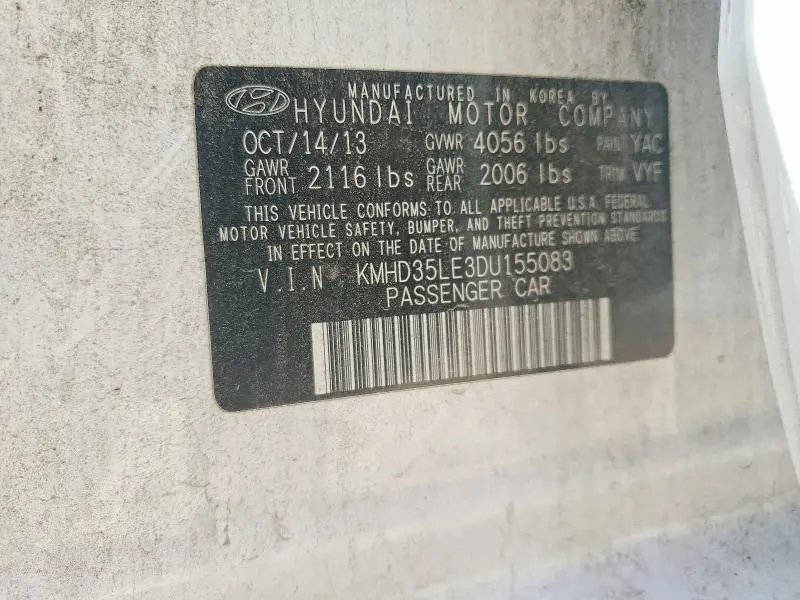 MANUFACTURED IN KOREA BY
HYUNDAI MOTOR COMPANY
OCT/14/13 GVWR 4056 lbs PAIN YAC
GAWR FRONT 2116 lbs GAWR REAR 2006 lbs TRIM VYF
THIS VEHICLE CONFORMS TO ALL APPLICABLE U.S.A. FEDERAL
MOTOR VEHICLE SAFETY, BUMPER, AND THEFT PREVENTION STANDARDS
IN EFFECT ON THE DATE OF MANUFACTURE SHOWN ABOVE
V.I.N KMHD35LE3DU155083
PASSENGER CAR